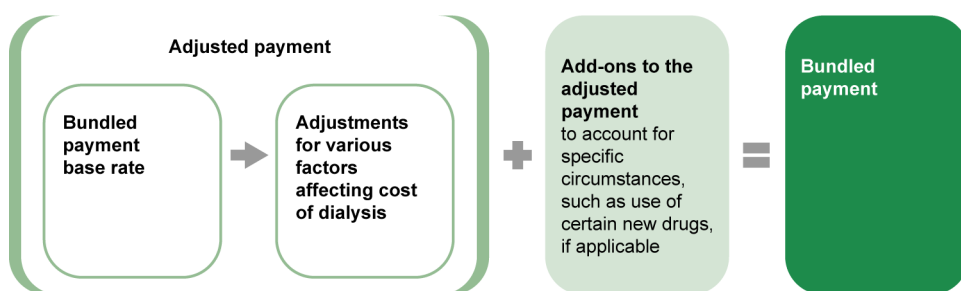 Adjusted payment
Bundled
payment
base rate
Adjustments
for various
factors
affecting cost
of dialysis
Add-ons to the
adjusted
payment
to account for
specific
circumstances,
such as use of
certain new drugs,
if applicable
Bundled
payment